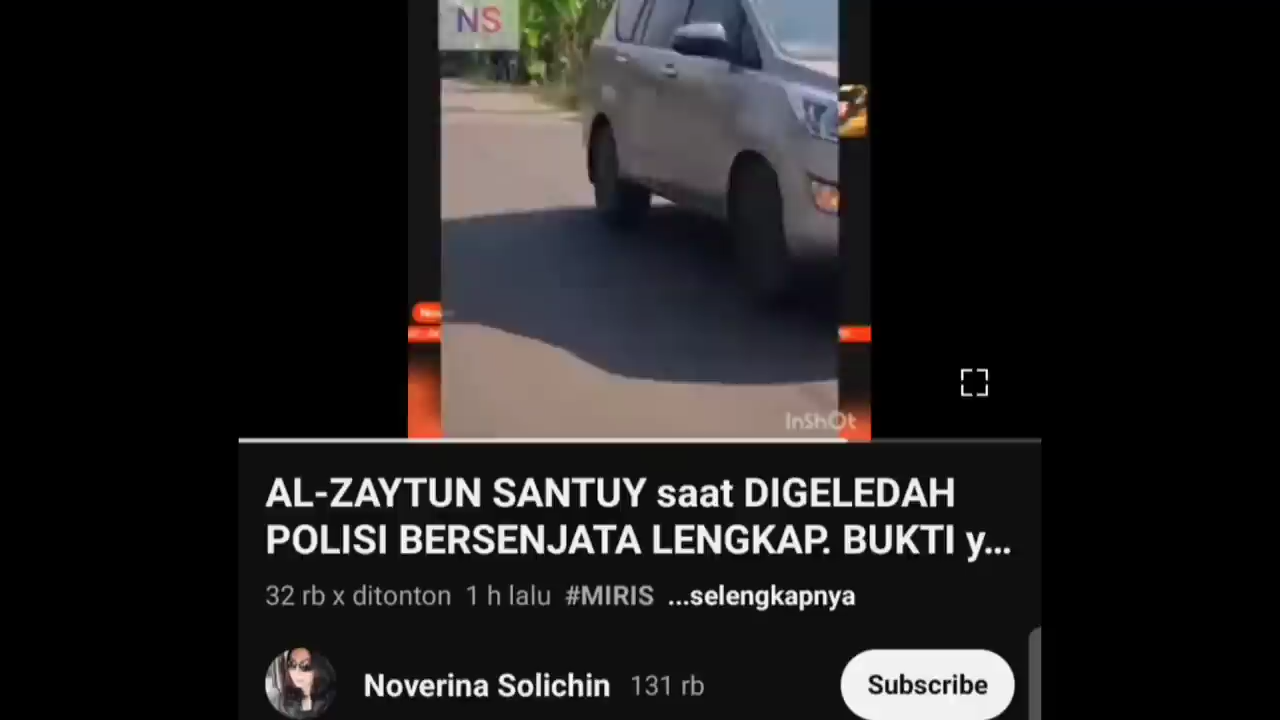 NS
InShOt
AL-ZAYTUN SANTUY saat DIGELEDAH
POLISI BERSENJATA LENGKAP. BUKTI y...
32 rb x ditonton 1 h lalu #MIRIS ...selengkapnya
Noverina Solichin 131 rb
Subscribe